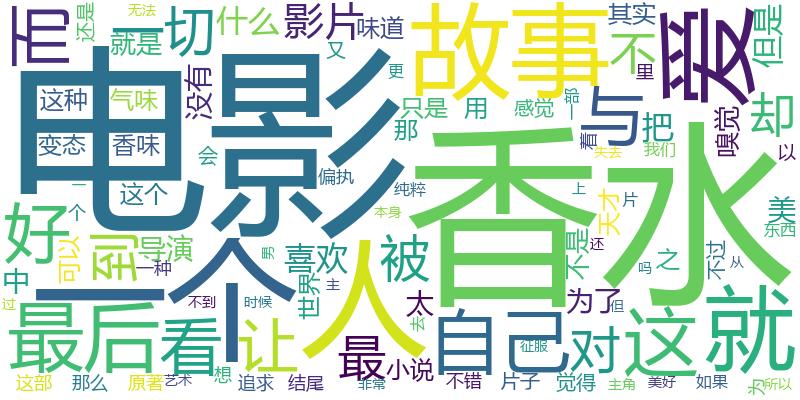 而
还是
无法
一切
什么
影片
味道
故事
不
其实
爱
但是
就是
又
更
里
这种
气味
没有
电影
只是
用
感觉
一部
与
把
却
变态
香味
那
着
失去
我们
嗅觉
以
这个
会
偏执
纯粹
香水
上
天才
片
美
一
个
本身
还
东西
好
到
导演
一个
男
喜欢
被
不是
吗
之
不过
从
中
可以
一种
人
世界
主
太
为了
但
过
不到
时候
去
最后
看
让
最
小说
自己
征服
对
这
就
这部
那么
原著
艺术
想
追求
结尾
非常
不错
片子
觉得
主角
美好
如果
为
所以